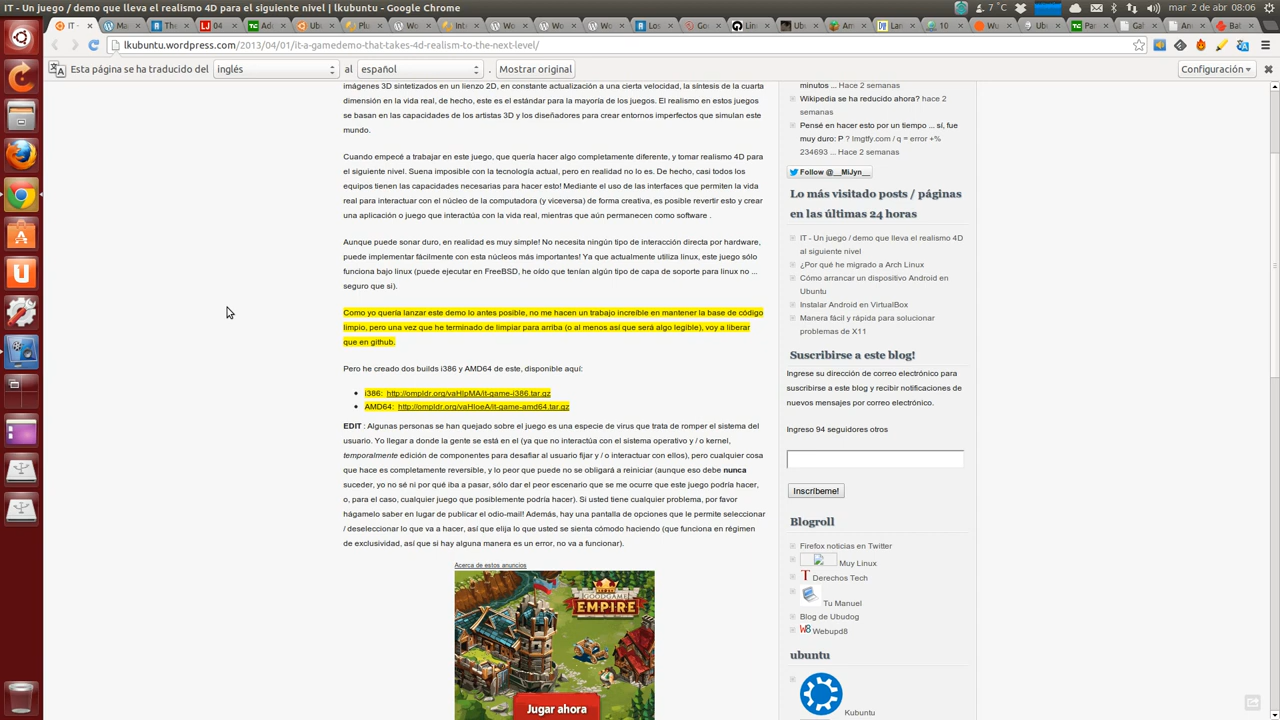 IT - Un Juego / demo que lleva el realismo 4D para el siguiente nivel | lkubuntu - Google Chrome
7 °C
mar 26 de mar, 08:06
IT - U
Ma
The
04
Ade
Ubu
Plu
Wo
Inte
Wo
Wo
Los
Goo
Lin
Ub
Am
Lan
10
Wo
Ub
Par
Gal
Anu
Bat
lkubuntu.wordpress.com/2013/04/01/it-a-gamedemo-that-takes-4d-realism-to-the-next-level/
Esta página se ha traducido del inglés al español . Mostrar original Configuración
imágenes 3D sintetizados en un lienzo 2D, en constante actualización a una cierta velocidad, la síntesis de la cuarta
dimensión en la vida real, de hecho, este es el estándar para la mayoría de los juegos. El realismo en estos juegos
se basan en las capacidades de los artistas 3D y los diseñadores para crear entornos imperfectos que simulan este
mundo.
Cuando empecé a trabajar en este juego, que quería hacer algo completamente diferente, y tomar realismo 4D para
el siguiente nivel. Suena imposible con la tecnología actual, pero en realidad no lo es. De hecho, casi todos los
equipos tienen las capacidades necesarias para hacer esto! Mediante el uso de las interfaces que permiten la vida
real para interactuar con el núcleo de la computadora (y viceversa) de forma creativa, es posible revertir esto y crear
una aplicación o juego que interactúa con la vida real, mientras que aún permanecen como software .
Aunque puede sonar duro, en realidad es muy simple! No necesita ningún tipo de interacción directa por hardware,
puede implementar fácilmente con esta núcleos más importantes! Ya que actualmente utiliza linux, este juego sólo
funciona bajo linux (puede ejecutar en FreeBSD, he oído que tenían algún tipo de capa de soporte para linux no ...
seguro que si).
Como yo quería lanzar este demo lo antes posible, no me hacen un trabajo increíble en mantener la base de código
limpio, pero una vez que he terminado de limpiar para arriba (o al menos así que será algo legible), voy a liberar
que en github.
Pero he creado dos builds i386 y AMD64 de este, disponible aquí:
i386: http://ompldr.org/vaHlpMA/it-game-i386.tar.gz
AMD64: http://ompldr.org/vaHloeA/it-game-amd64.tar.gz
EDIT : Algunas personas se han quejado sobre el juego es una especie de virus que trata de romper el sistema del
usuario. Yo llegar a donde la gente se está en el (ya que no interactúa con el sistema operativo y / o kernel,
temporalmente edición de componentes para desafiar al usuario fijar y / o interactuar con ellos), pero cualquier cosa
que hace es completamente reversible, y lo peor que puede no se obligará a reiniciar (aunque eso debe nunca
suceder, yo no sé ni por qué iba a pasar, sólo dar el peor escenario que se me ocurre que este juego podría hacer,
o, para el caso, cualquier juego que posiblemente podría hacer). Si usted tiene cualquier problema, por favor
hágamelo saber en lugar de publicar el odio-mail! Además, hay una pantalla de opciones que le permite seleccionar
/ deseleccionar lo que va a hacer, así que elija lo que usted se sienta cómodo haciendo (que funciona en régimen
de exclusividad, así que si hay alguna manera es un error, no va a funcionar).
Acerca de estos anuncios
GOODGAME
EMPIRE
Jugar ahora
minutos ... Hace 2 semanas
Wikipedia se ha reducido ahora? hace 2
semanas
Pensé en hacer esto por un tiempo ... sí, fue
muy duro: P ? lmgtfy.com / q = error +%
234693 ... Hace 2 semanas
Follow @__MiJyn__
Lo más visitado posts / páginas
en las últimas 24 horas
IT - Un juego / demo que lleva el realismo 4D
al siguiente nivel
¿Por qué he migrado a Arch Linux
Cómo arrancar un dispositivo Android en
Ubuntu
Instalar Android en VirtualBox
Manera fácil y rápida para solucionar
problemas de X11
Suscribirse a este blog!
Ingrese su dirección de correo electrónico para
suscribirse a este blog y recibir notificaciones de
nuevos mensajes por correo electrónico.
Ingreso 94 seguidores otros
Inscríbeme!
Blogroll
Firefox noticias en Twitter
Muy Linux
Derechos Tech
Tu Manuel
Blog de Ubudog
Webupd8
ubuntu
Kubuntu